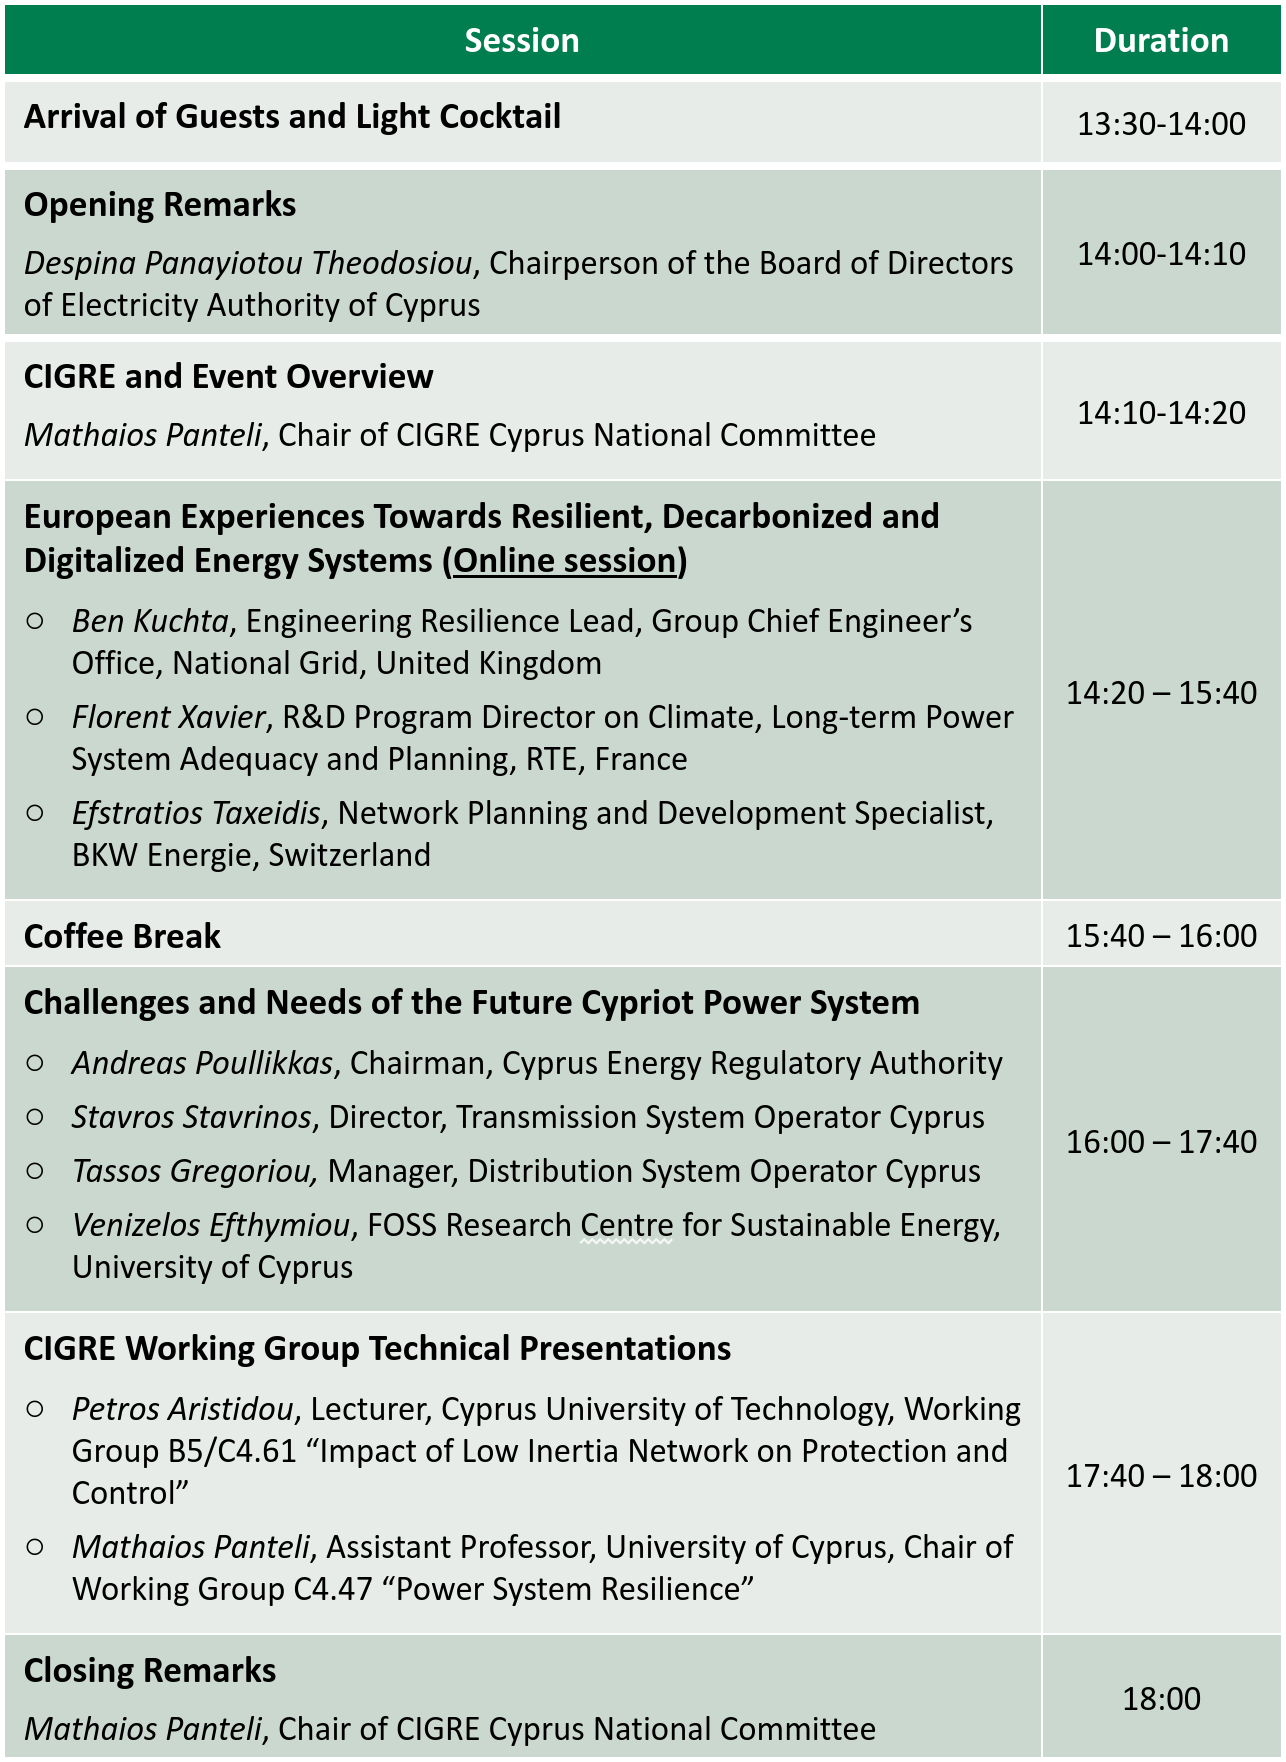 Session
Duration
Arrival of Guests and Light Cocktail
13:30-14:00
Opening Remarks
Despina Panayiotou Theodosiou, Chairperson of the Board of Directors
of Electricity Authority of Cyprus
14:00-14:10
CIGRE and Event Overview
Mathaios Panteli, Chair of CIGRE Cyprus National Committee
14:10-14:20
European Experiences Towards Resilient, Decarbonized and
Digitalized Energy Systems (Online session)
○ Ben Kuchta, Engineering Resilience Lead, Group Chief Engineer’s
Office, National Grid, United Kingdom
○ Florent Xavier, R&D Program Director on Climate, Long-term Power
System Adequacy and Planning, RTE, France
○ Efstratios Taxeidis, Network Planning and Development Specialist,
BKW Energie, Switzerland
14:20 – 15:40
Coffee Break
15:40 – 16:00
Challenges and Needs of the Future Cypriot Power System
○ Andreas Poullikkas, Chairman, Cyprus Energy Regulatory Authority
○ Stavros Stavrinos, Director, Transmission System Operator Cyprus
○ Tassos Gregoriou, Manager, Distribution System Operator Cyprus
○ Venizelos Efthymiou, FOSS Research Centre for Sustainable Energy,
University of Cyprus
16:00 – 17:40
CIGRE Working Group Technical Presentations
○ Petros Aristidou, Lecturer, Cyprus University of Technology, Working
Group B5/C4.61 “Impact of Low Inertia Network on Protection and
Control”
○ Mathaios Panteli, Assistant Professor, University of Cyprus, Chair of
Working Group C4.47 “Power System Resilience”
17:40 – 18:00
Closing Remarks
Mathaios Panteli, Chair of CIGRE Cyprus National Committee
18:00